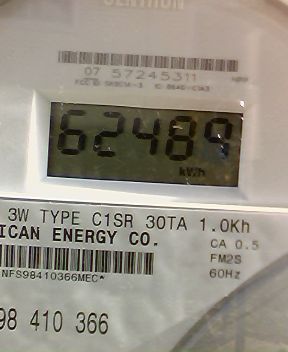 CENTRON
07 57245311
62489
kWh
3W TYPE C1SR 30TA 1.0Kh
ICAN ENERGY CO.
CA 0.5
FM2S
60Hz
NFS98410366MEC*
98 410 366